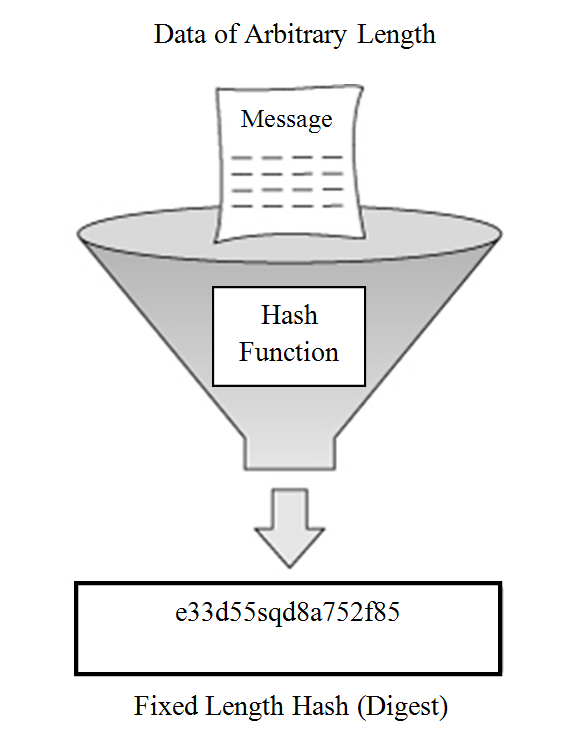 Data of Arbitrary Length
Message
Hash
Function
e33d55sqd8a752f85
Fixed Length Hash (Digest)